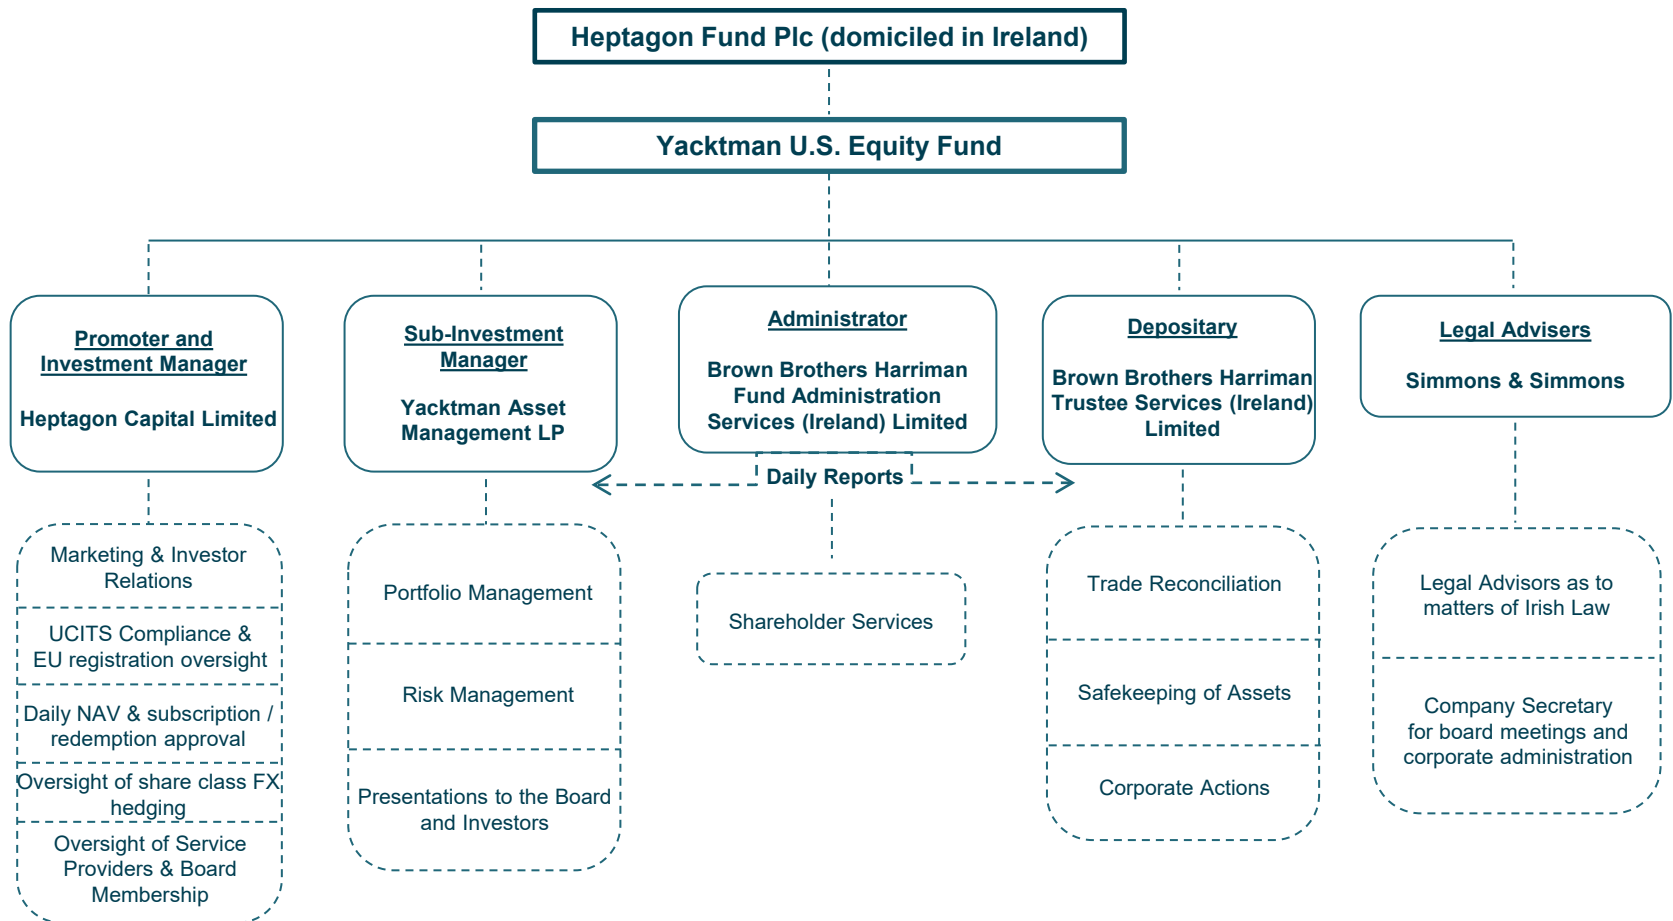 Heptagon Fund Plc (domiciled in Ireland)
Yacktman U.S. Equity Fund
Promoter and
Investment Manager
Heptagon Capital Limited
Sub-Investment
Manager
Yacktman Asset
Management LP
Administrator
Brown Brothers Harriman
Fund Administration
Services (Ireland) Limited
Depositary
Brown Brothers Harriman
Trustee Services (Ireland)
Limited
Legal Advisers
Simmons & Simmons
Daily Reports
Marketing & Investor
Relations
UCITS Compliance &
EU registration oversight
Daily NAV & subscription /
redemption approval
Oversight of share class FX
hedging
Oversight of Service
Providers & Board
Membership
Portfolio Management
Risk Management
Presentations to the Board
and Investors
Shareholder Services
Trade Reconciliation
Safekeeping of Assets
Corporate Actions
Legal Advisors as to
matters of Irish Law
Company Secretary
for board meetings and
corporate administration